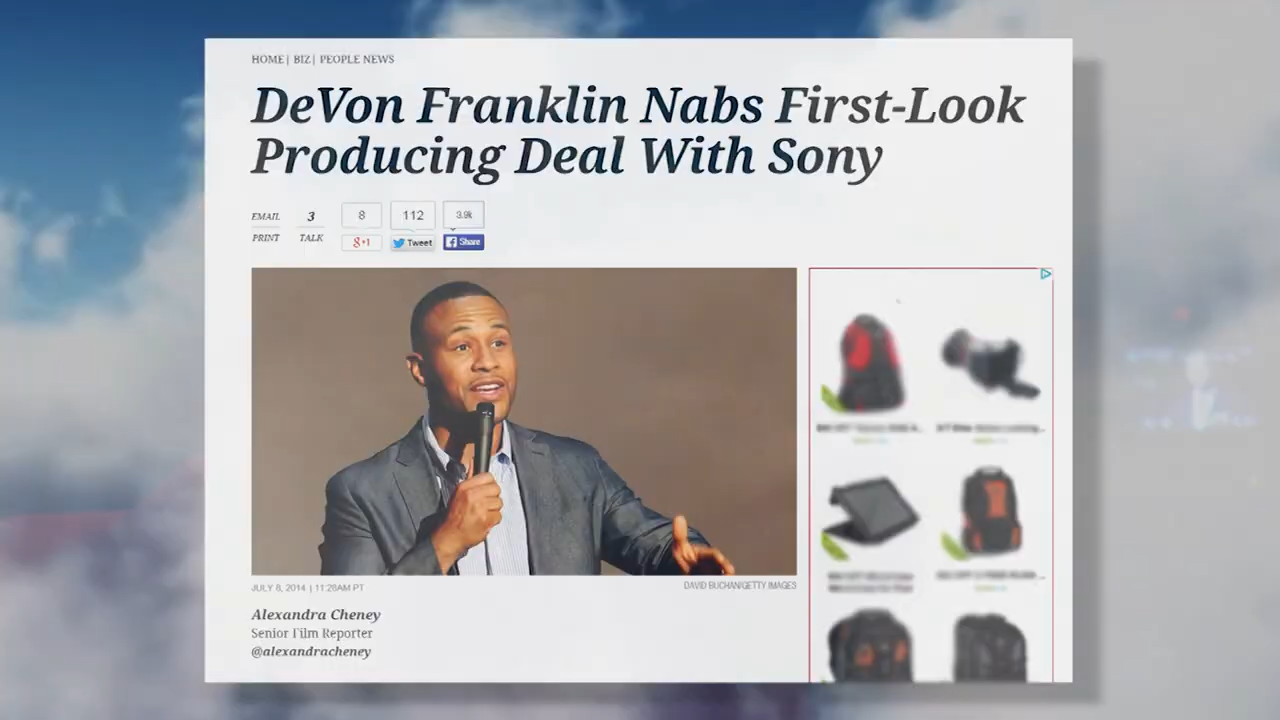 HOME| BIZ| PEOPLE NEWS
DeVon Franklin Nabs First-Look
Producing Deal With Sony
EMAIL
3
8
112
3.9k
PRINT
TALK
g+1
Tweet
Share
JULY 8, 2014 | 11:28AM PT
DAVID BUCHAN/GETTY IMAGES
Alexandra Cheney
Senior Film Reporter
@alexandracheney